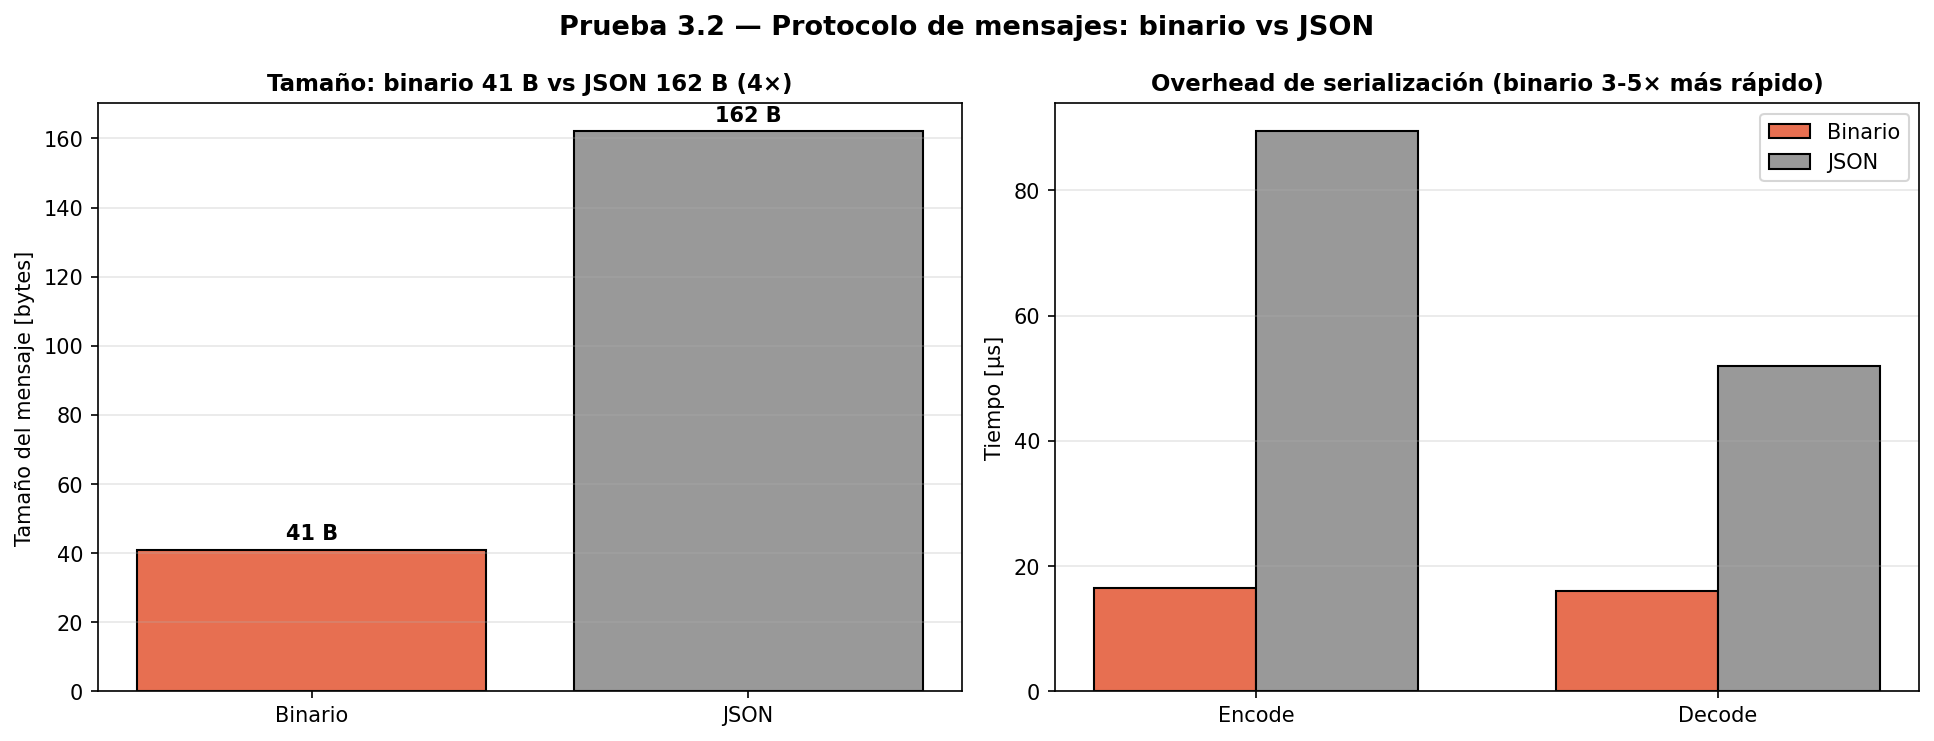 Prueba 3.2 — Protocolo de mensajes: binario vs JSON
Tamaño: binario 41 B vs JSON 162 B (4×)
Tamaño del mensaje [bytes]
160
140
120
100
80
60
40
20
0
162 B
41 B
Binario
JSON
Overhead de serialización (binario 3-5× más rápido)
Tiempo [µs]
80
60
40
20
0
Binario
JSON
Encode
Decode